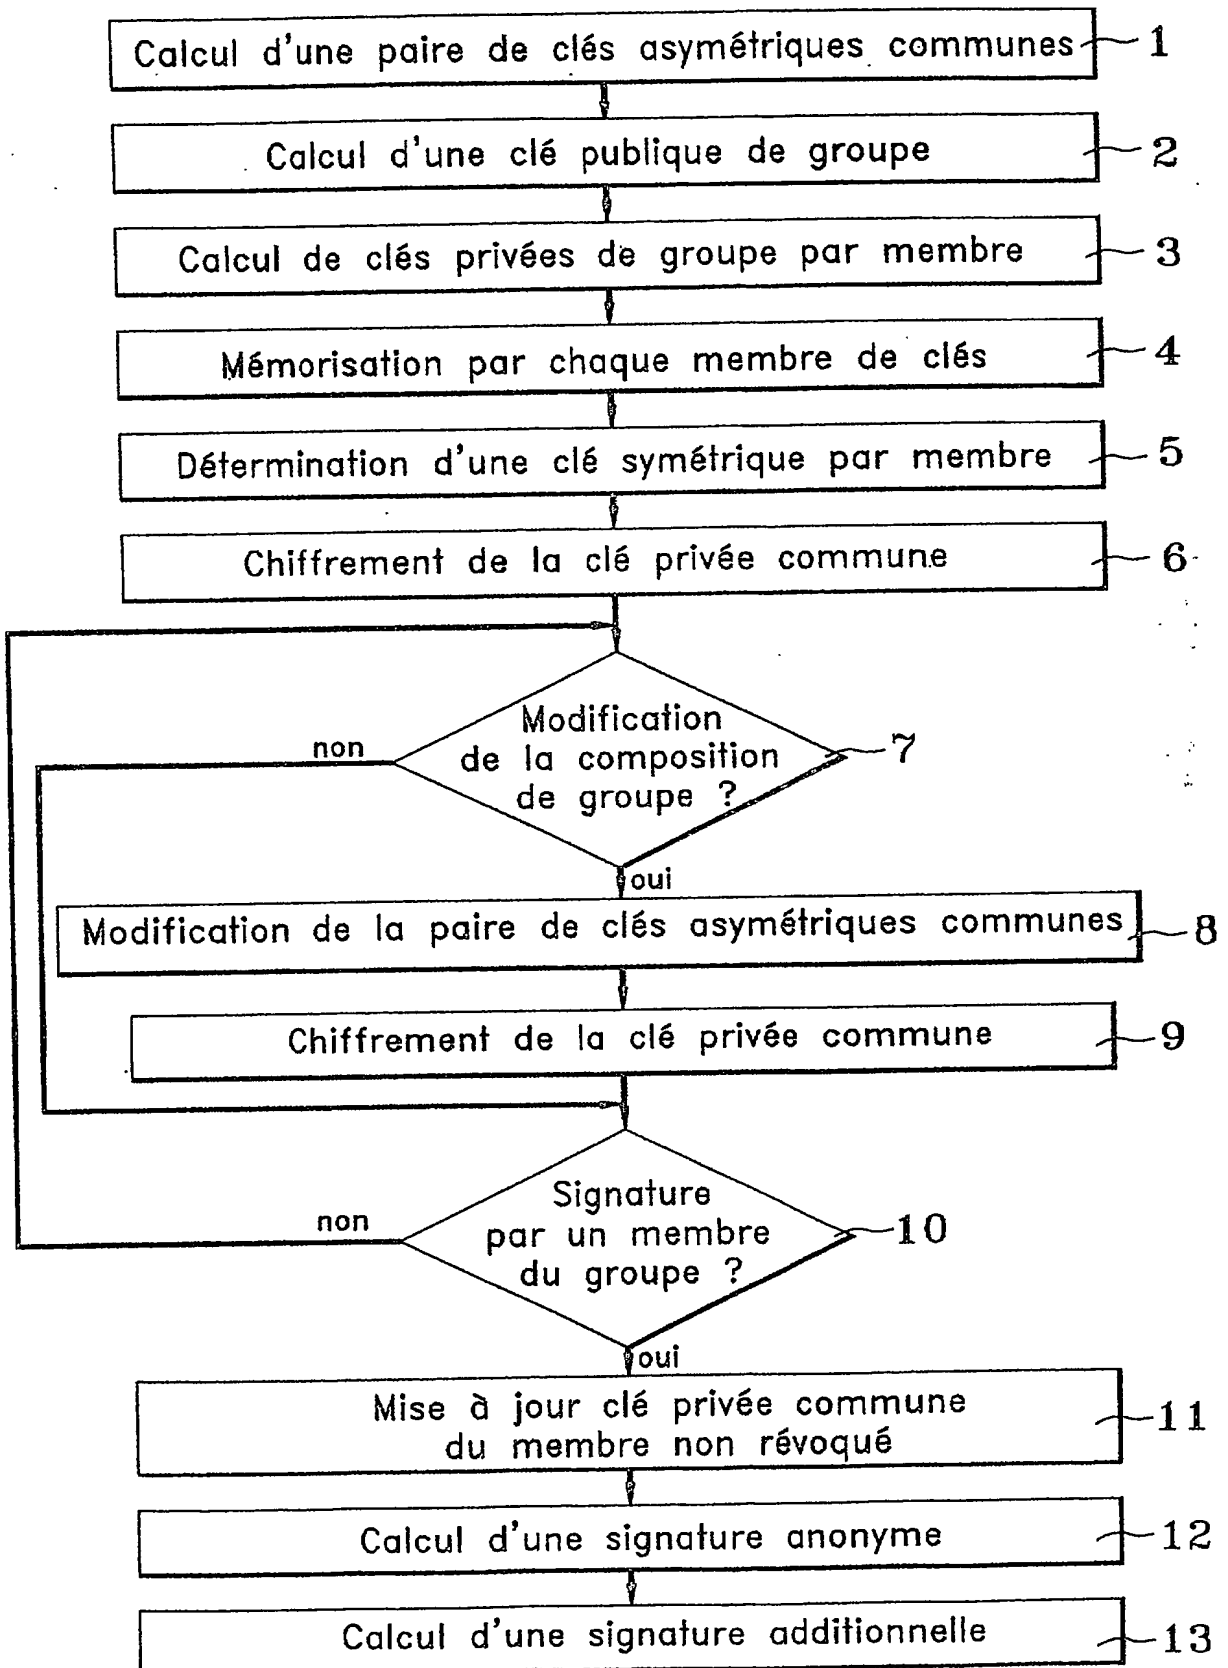 Calcul d'une paire de clés asymétriques communes 1
Calcul d'une clé publique de groupe 2
Calcul de clés privées de groupe par membre 3
Mémorisation par chaque membre de clés 4
Détermination d'une clé symétrique par membre 5
Chiffrement de la clé privée commune 6
Modification
de la composition
de groupe ?
7
non
oui
Modification de la paire de clés asymétriques communes 8
Chiffrement de la clé privée commune 9
Signature
par un membre
du groupe ?
10
non
oui
Mise à jour clé privée commune
du membre non révoqué
11
Calcul d'une signature anonyme 12
Calcul d'une signature additionnelle 13